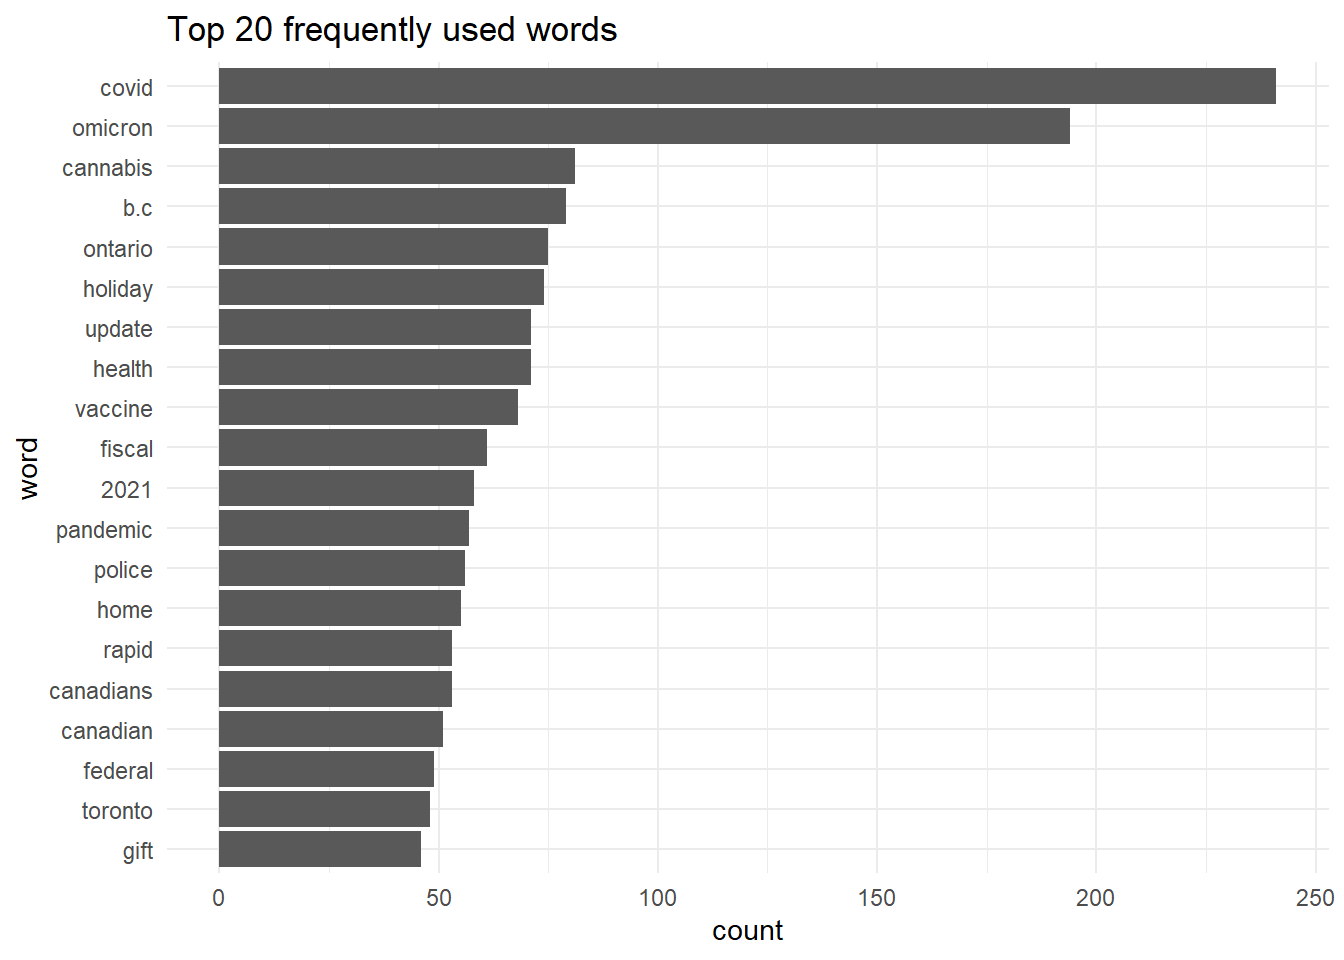 Top 20 frequently used words
covid
omicron
cannabis
b.c
ontario
holiday
update
health
vaccine
fiscal
2021
pandemic
police
home
rapid
canadians
canadian
federal
toronto
gift
word
0 50 100 150 200 250
count